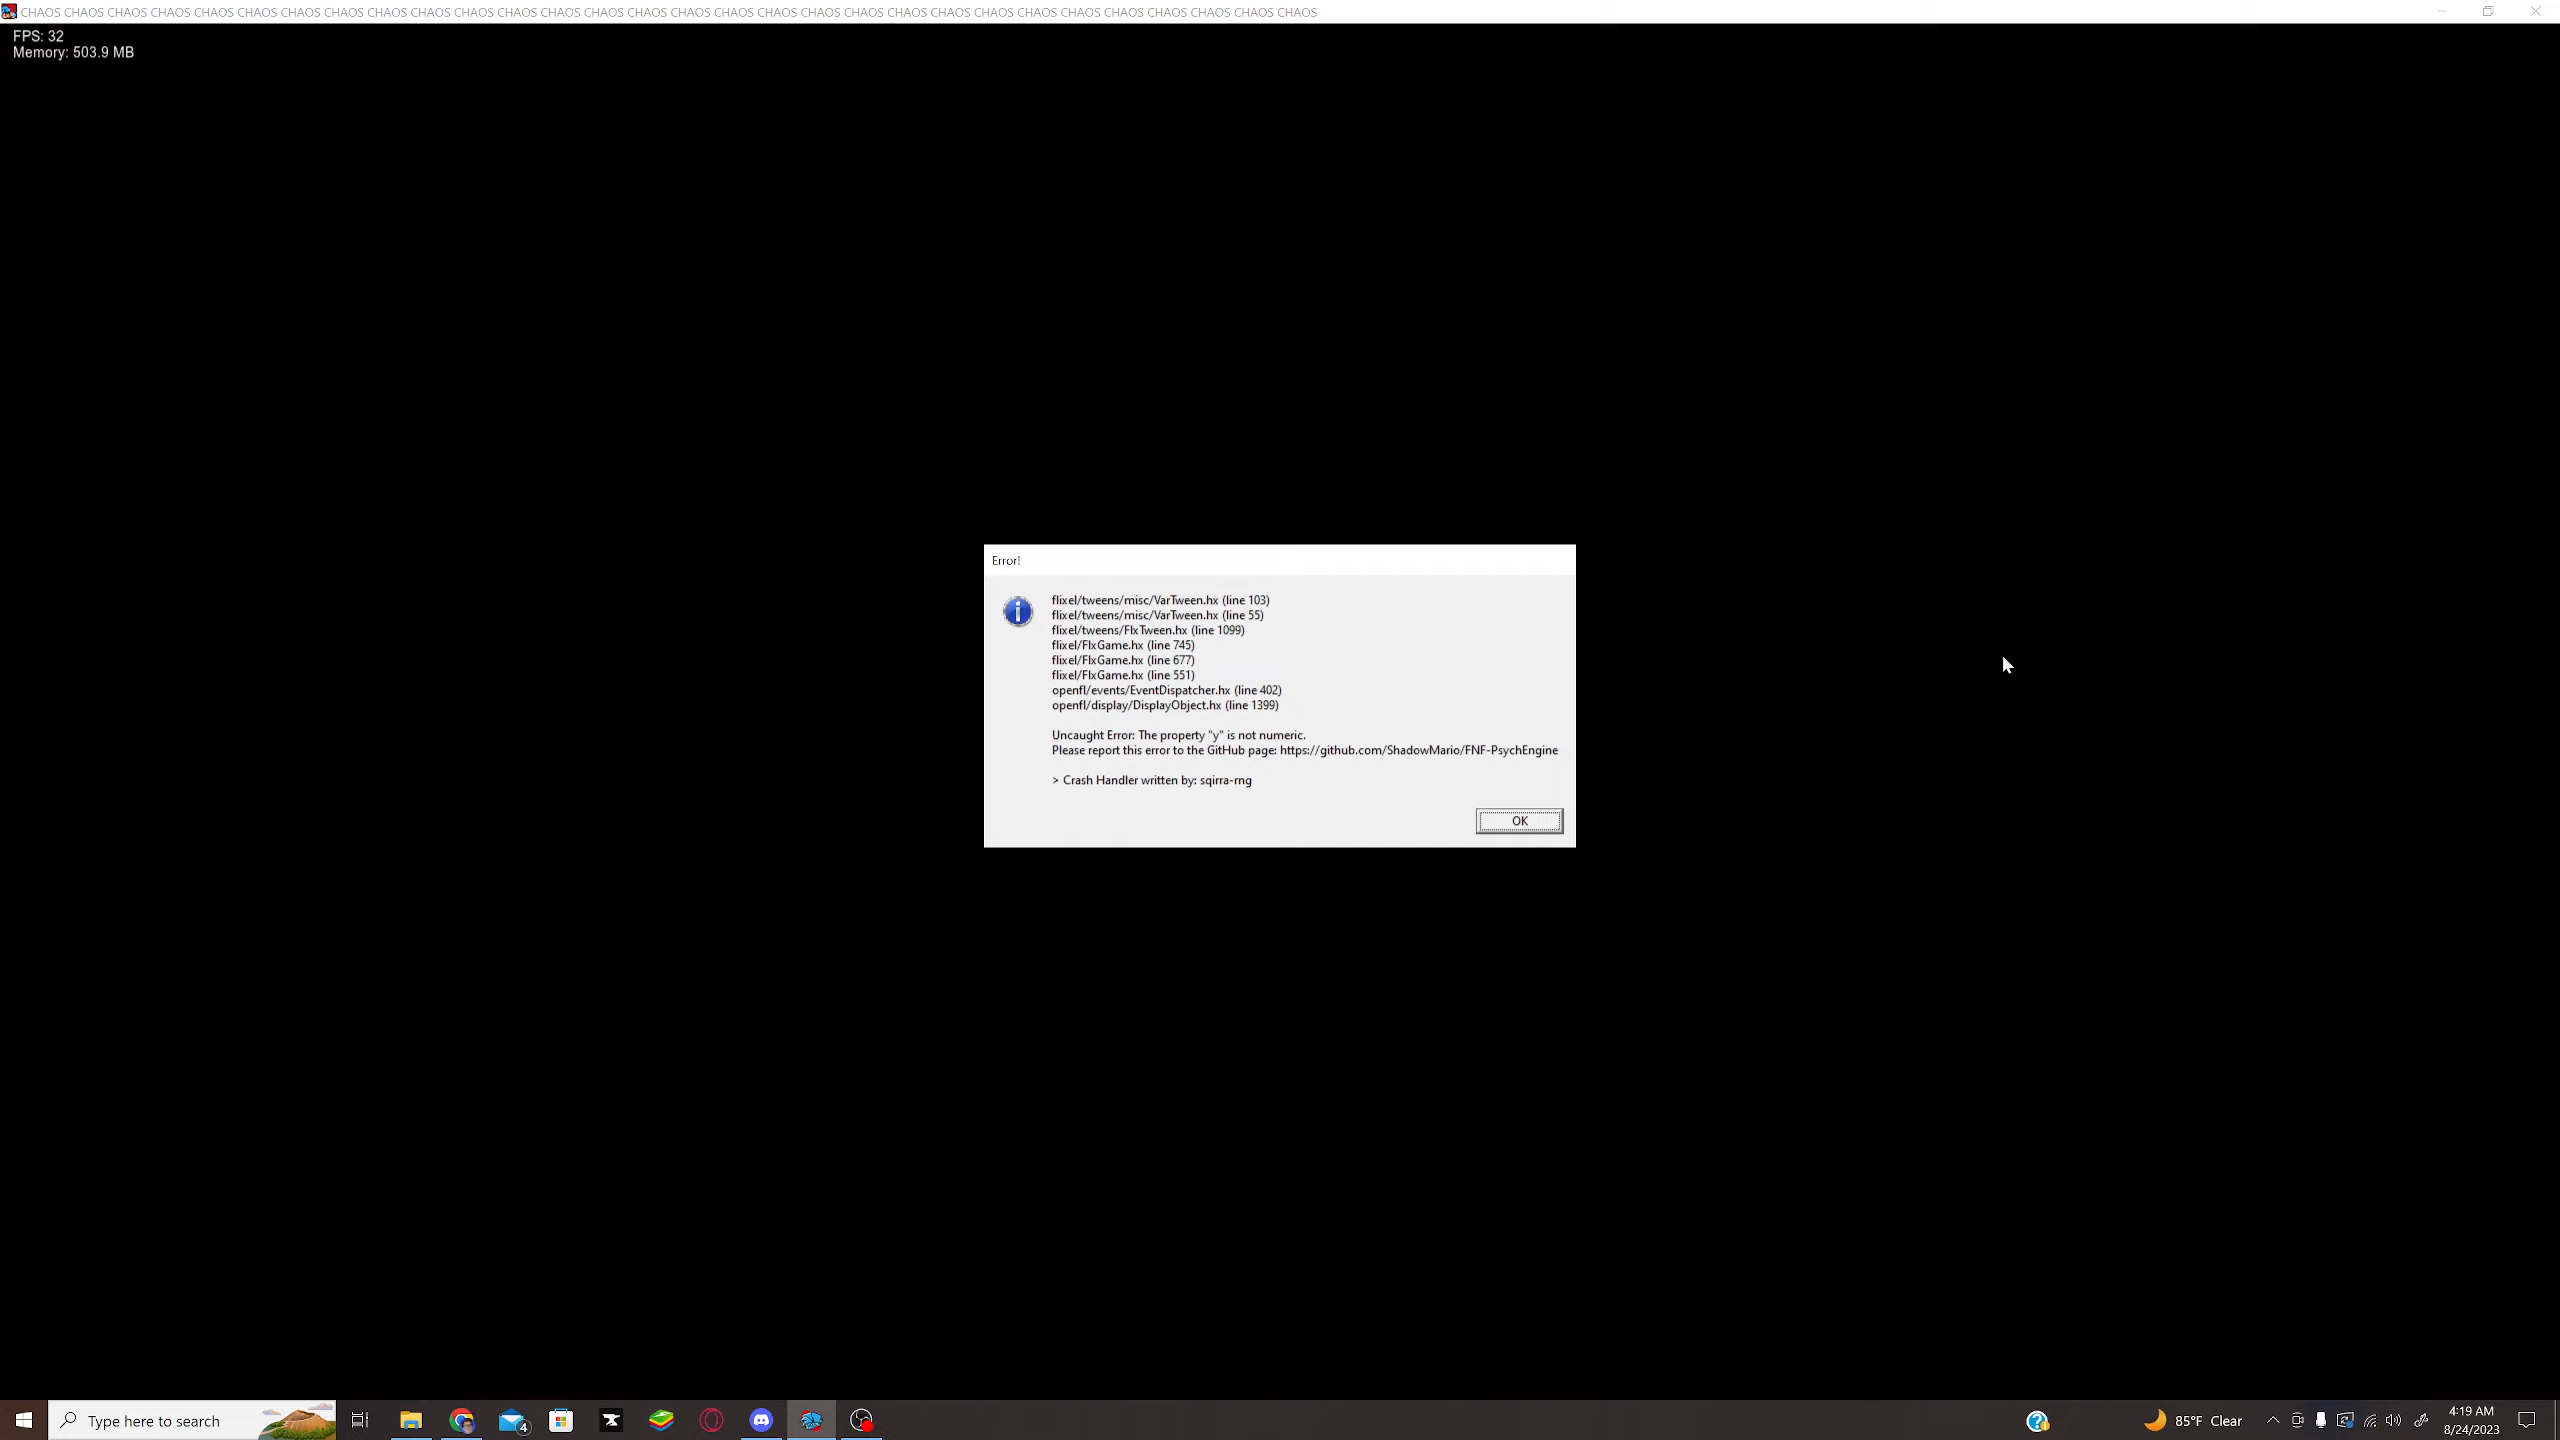 CHAOS CHAOS CHAOS CHAOS CHAOS CHAOS CHAOS CHAOS CHAOS CHAOS CHAOS CHAOS CHAOS CHAOS CHAOS CHAOS CHAOS CHAOS CHAOS CHAOS CHAOS CHAOS CHAOS CHAOS CHAOS CHAOS CHAOS CHAOS CHAOS CHAOS
FPS: 32
Memory: 503.9 MB
Error!
flixel/tweens/misc/VarTween.hx (line 103)
flixel/tweens/misc/VarTween.hx (line 55)
flixel/tweens/FlxTween.hx (line 1099)
flixel/FlxGame.hx (line 745)
flixel/FlxGame.hx (line 677)
flixel/FlxGame.hx (line 551)
openfl/events/EventDispatcher.hx (line 402)
openfl/display/DisplayObject.hx (line 1399)
Uncaught Error: The property "y" is not numeric.
Please report this error to the GitHub page: https://github.com/ShadowMario/FNF-PsychEngine
> Crash Handler written by: sqirra-rng
OK
Type here to search
4
85°F Clear
4:19 AM
8/24/2023